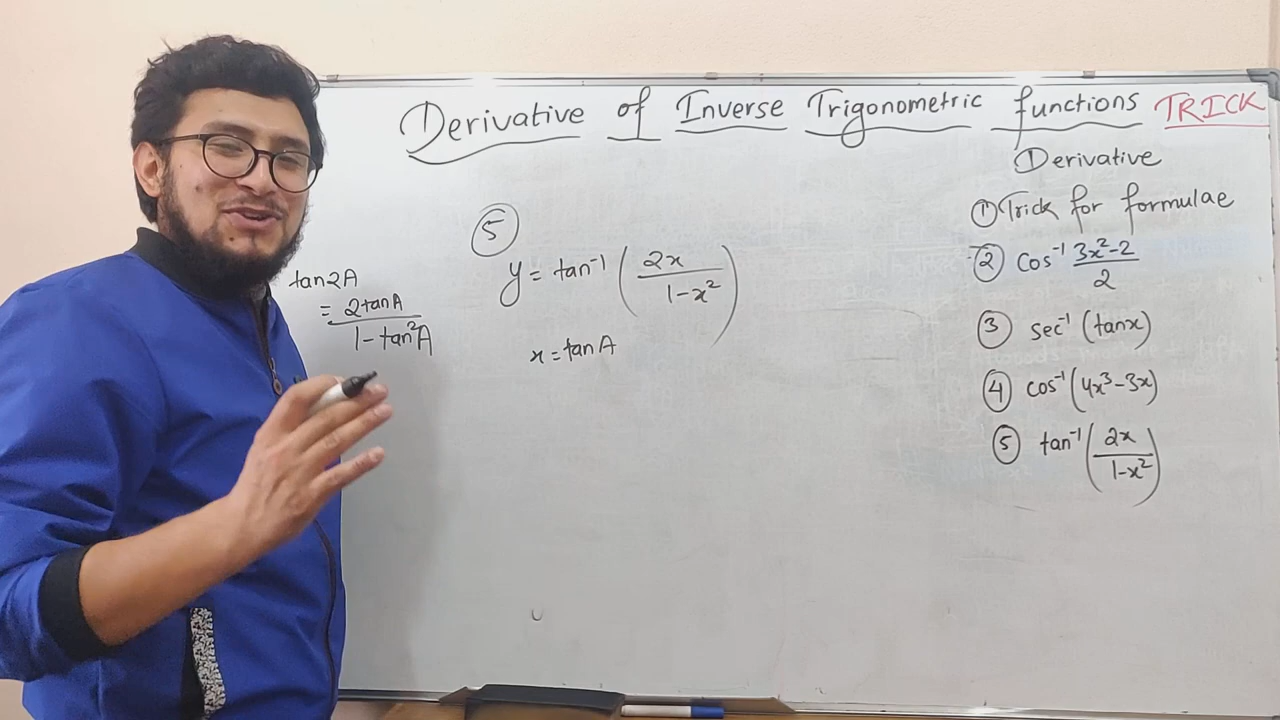 Derivative of Inverse Trigonometric functions TRICK
tan2A
= 2tanA / 1-tan²A
⑤
y = tan⁻¹ (2x / 1-x²)
x = tanA
Derivative
① Trick for formulae
② cos⁻¹ 3x²-2 / 2
③ sec⁻¹ (tanx)
④ cos⁻¹ (4x³-3x)
⑤ tan⁻¹ (2x / 1-x²)